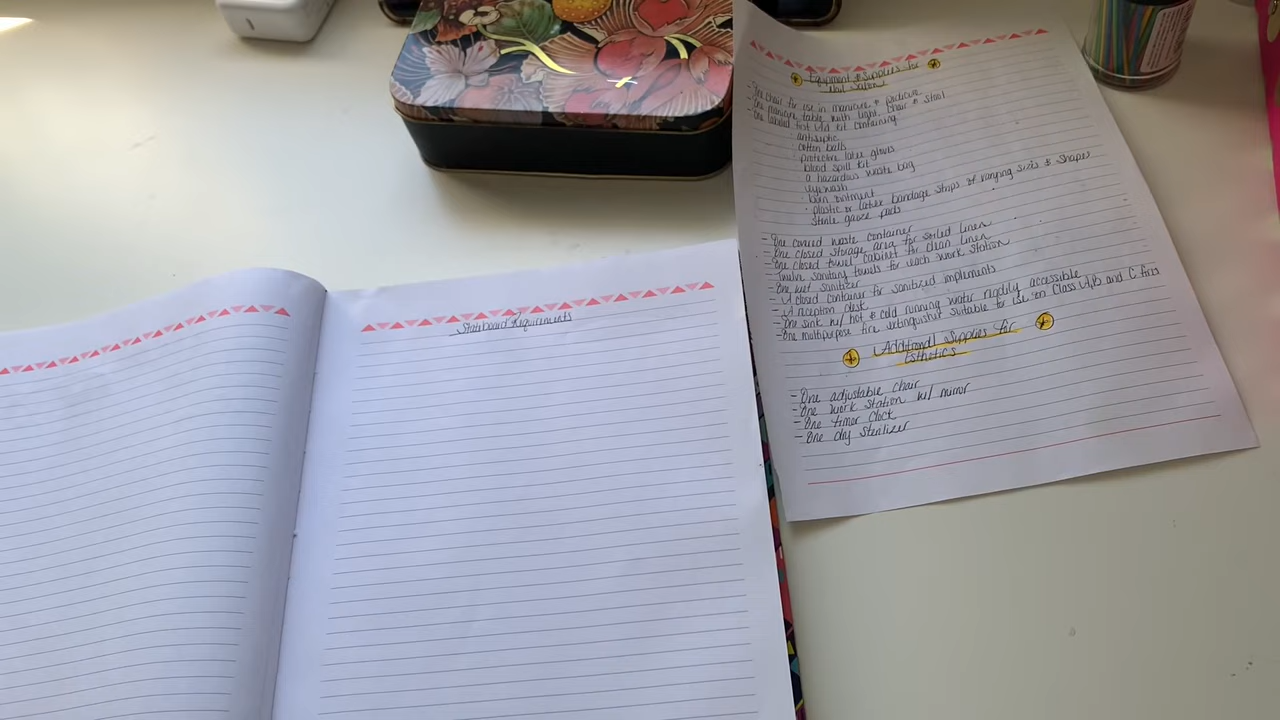 Stateboard Requirements
Equipment & Supplies for
Nail Salons
- One chair for use in manicure & pedicure
- One manicure table with light, chair & stool
- One labeled first aid kit containing
· antiseptic
· cotton balls
· protective latex gloves
· blood spill kit
· a hazardous waste bag
· eyewash
· burn ointment
· plastic or latex bandage strips of varying sizes & shapes
· sterile gauze pads
- One covered waste container
- One closed storage area for soiled linen
- One closed towel cabinet for clean linen
- Twelve sanitary towels for each work station
- One wet sanitizer
- A closed container for sanitized implements
- A reception desk
- One sink w/ hot & cold running water readily accessible
- One multipurpose fire extinguisher suitable for use on Class A, B and C fires
Additional Supplies for
Esthetics
- One adjustable chair
- One work station w/ mirror
- One timer clock
- One dry sterilizer